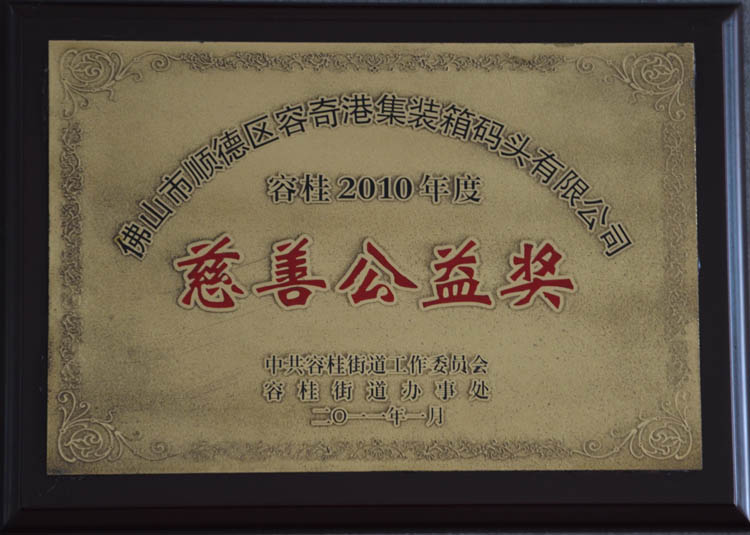 佛山市顺德区容奇港集装箱码头有限公司
容桂2010年度
慈善公益奖
中共容桂街道工作委员会
容桂街道办事处
二〇一一年一月